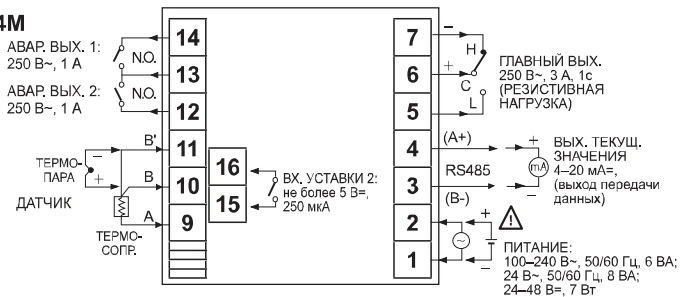 4М
АВАР. ВЫХ. 1:
250 В~, 1 А
N.O.
АВАР. ВЫХ. 2:
250 В~, 1 А
N.O.
14
13
12
11
10
9
16
15
B'
B
A
ТЕРМО-
ПАРА
−
+
ДАТЧИК
ТЕРМО-
СОПР.
ВХ. УСТАВКИ 2:
не более 5 В=,
250 мкА
7
6
5
4
3
2
1
−
+
H
C
L
ГЛАВНЫЙ ВЫХ.
250 В~, 3 А, 1с
(РЕЗИСТИВНАЯ
НАГРУЗКА)
(A+)
RS485
(B-)
+
mA
−
ВЫХ. ТЕКУЩ.
ЗНАЧЕНИЯ
4–20 мА=,
(выход передачи
данных)
~
+
−
ПИТАНИЕ:
100–240 В~, 50/60 Гц, 6 ВА;
24 В~, 50/60 Гц, 8 ВА;
24–48 В=, 7 Вт